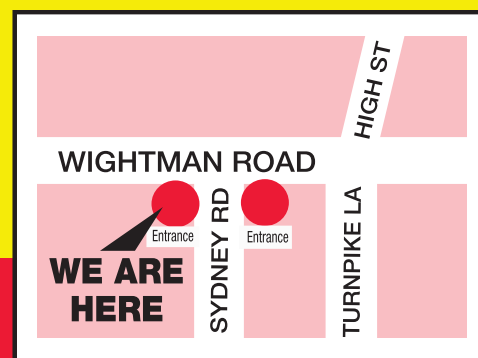 HIGH ST
WIGHTMAN ROAD
Entrance
Entrance
SYDNEY RD
TURNPIKE LA
WE ARE
HERE